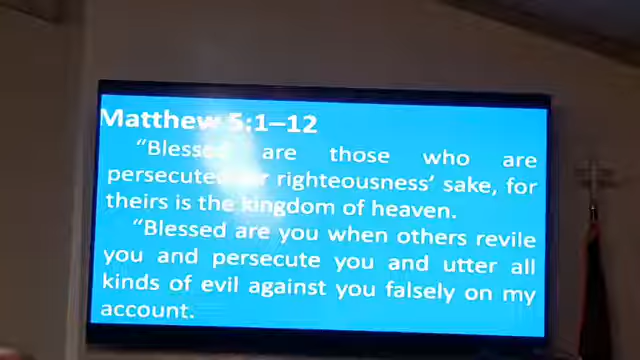 Matthew 5:1–12
“Blessed are those who are
persecuted for righteousness’ sake, for
theirs is the kingdom of heaven.
“Blessed are you when others revile
you and persecute you and utter all
kinds of evil against you falsely on my
account.